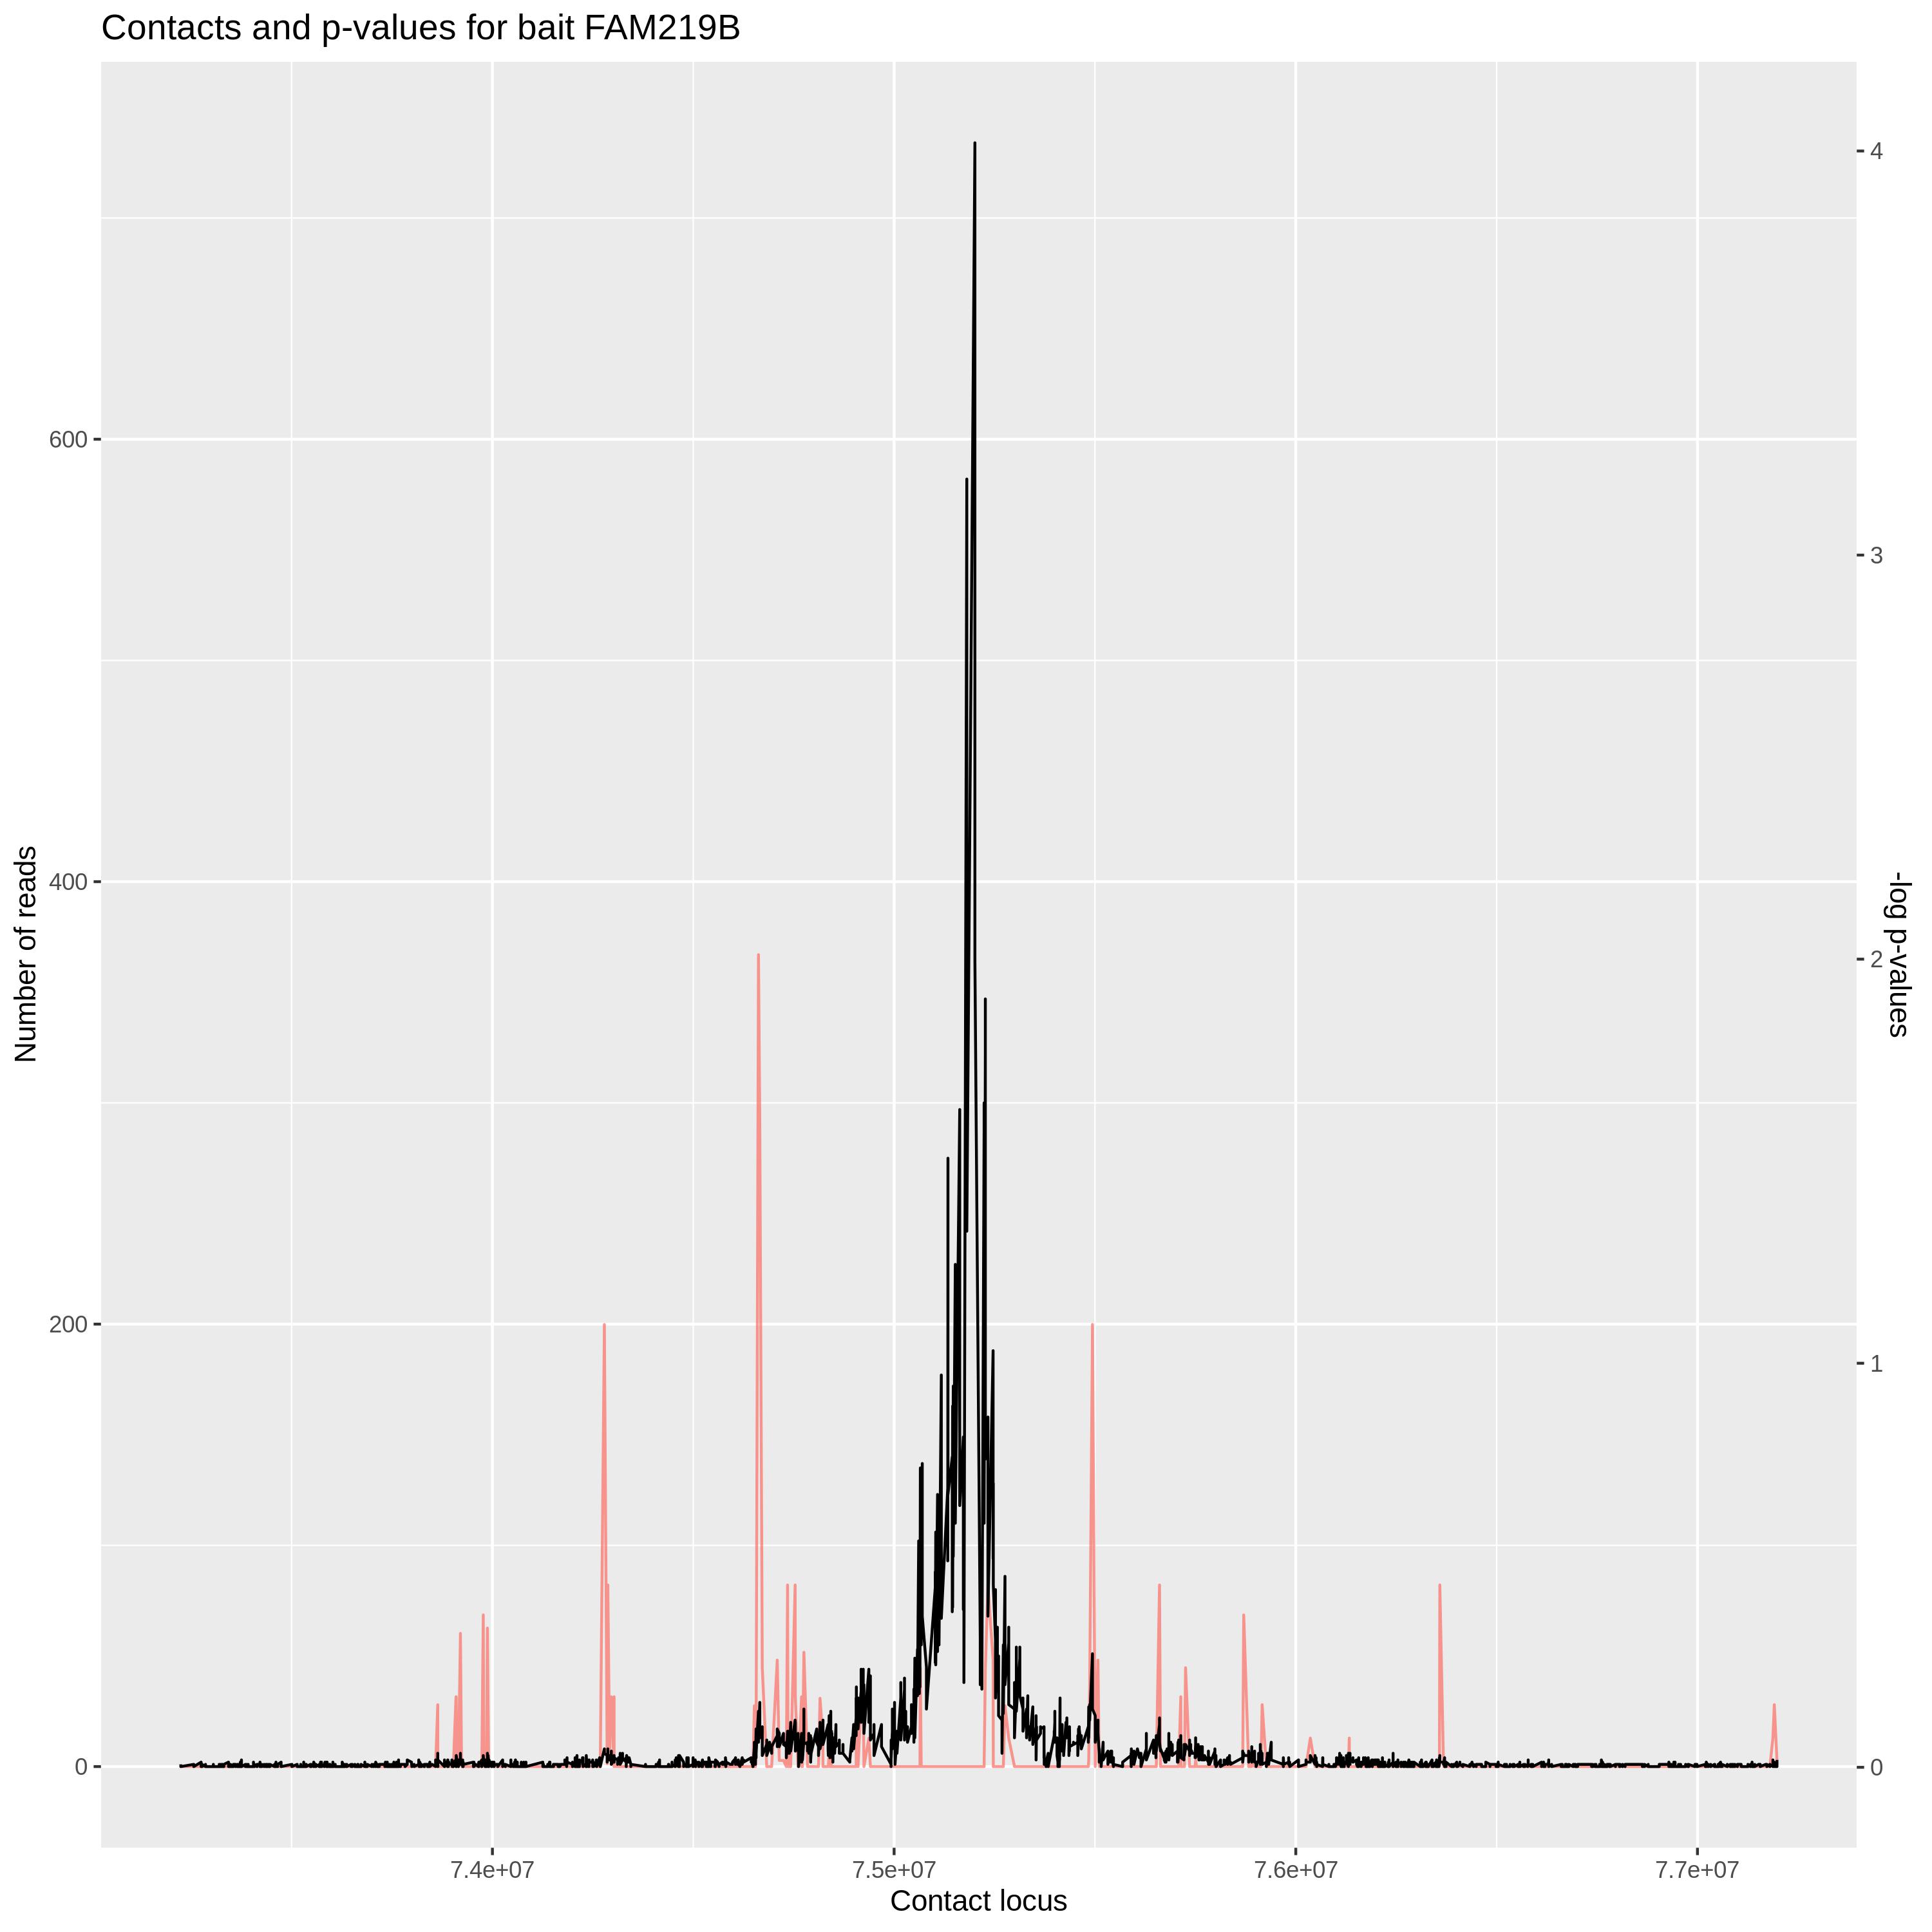 Contacts and p-values for bait FAM219B
4
3
600
400
2
200
1
0
0
Number of reads
-log p-values
7.4e+07
7.5e+07
7.6e+07
7.7e+07
Contact locus